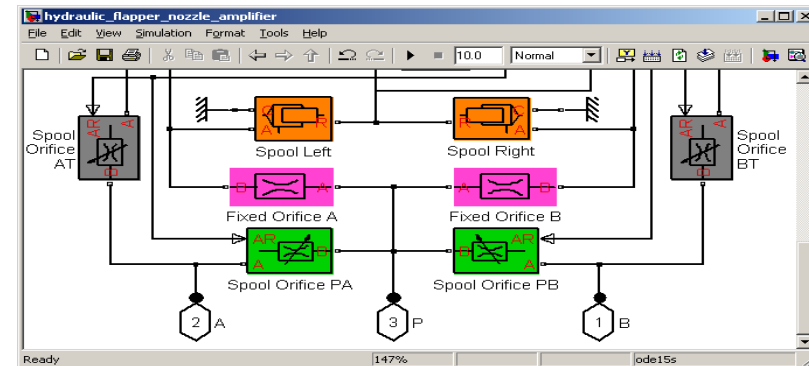 hydraulic_flapper_nozzle_amplifier
File Edit View Simulation Format Tools Help
10.0 Normal
AR A
Spool
Orifice
AT
B
C
A
R
Spool Left
R
C
A
Spool Right
AR A
Spool
Orifice
BT
B
B A
Fixed Orifice A
A B
Fixed Orifice B
AR
A
B
Spool Orifice PA
B
AR
A
Spool Orifice PB
2 A
3 P
1 B
Ready 147% ode15s